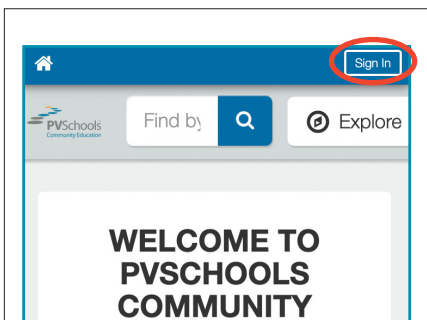 Sign In
PVSchools
Community Education
Find by
Explore
WELCOME TO
PVSCHOOLS
COMMUNITY